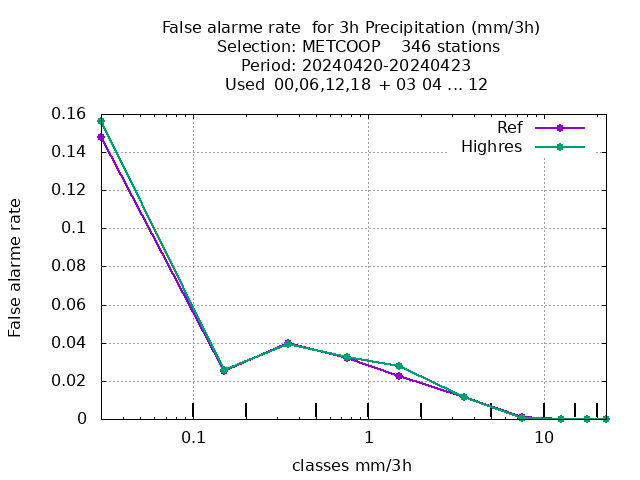 False alarme rate  for 3h Precipitation (mm/3h)
Selection: METCOOP    346 stations
Period: 20240420-20240423
Used  00,06,12,18 + 03 04 ... 12
Ref
Highres
False alarme rate
0.16
0.14
0.12
0.1
0.08
0.06
0.04
0.02
0
0.1
1
10
classes mm/3h